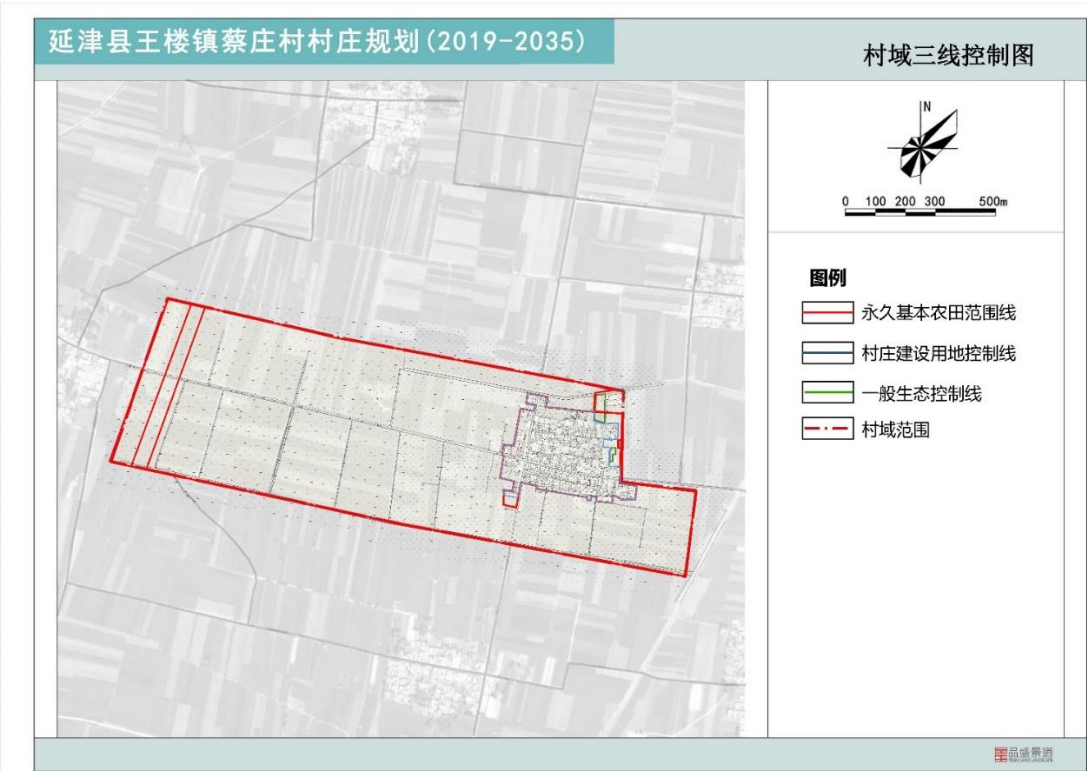 延津县王楼镇蔡庄村村庄规划(2019-2035)
村域三线控制图
N
0 100 200 300 500m
图例
永久基本农田范围线
村庄建设用地控制线
一般生态控制线
村域范围
品盛景道